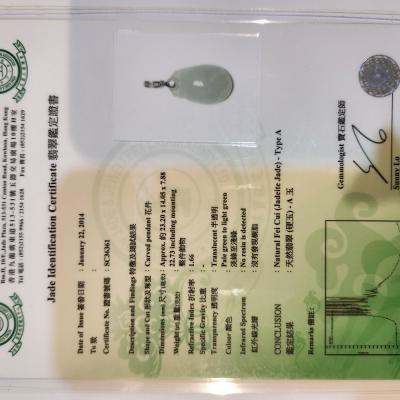 Jade Identification Certificate 翡翠鑑定證書
Date of Issue 簽發日期 : January 22, 2014
To 致 :
Certificate No. 證書號碼 : SC36361
Description and Findings 特徵及測試結果
Shape and Cut 形狀及琢型 : Carved pendant 花件
Dimensions (mm) 尺寸(毫米) : Approx. 約 23.20 x 14.05 x 7.88
Weight (ct) 重量(克拉) : 22.73 including mounting
整件動物
Refractive Index 折射率 : 1.66
Specific Gravity 比重 : -
Transparency 透明度 : Translucent 半透明
Colour 顏色 : Pale green to light green
淺綠至淺綠
Infrared Spectrum : No resin is detected
紅外線光譜 沒有發現樹脂
CONCLUSION : Natural Fei Cui (Jadeite Jade) - Type A
鑑定結果 : 天然翡翠 (硬玉) - A 玉
Remarks 備註:
Gemmologist 寶石鑑定師
Sunny Lo